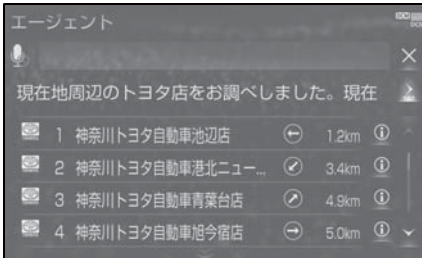 エージェント
現在地周辺のトヨタ店をお調べしました。現在
1 神奈川トヨタ自動車池辺店 1.2km
2 神奈川トヨタ自動車港北ニュー... 3.4km
3 神奈川トヨタ自動車青葉台店 4.9km
4 神奈川トヨタ自動車旭今宿店 5.0km